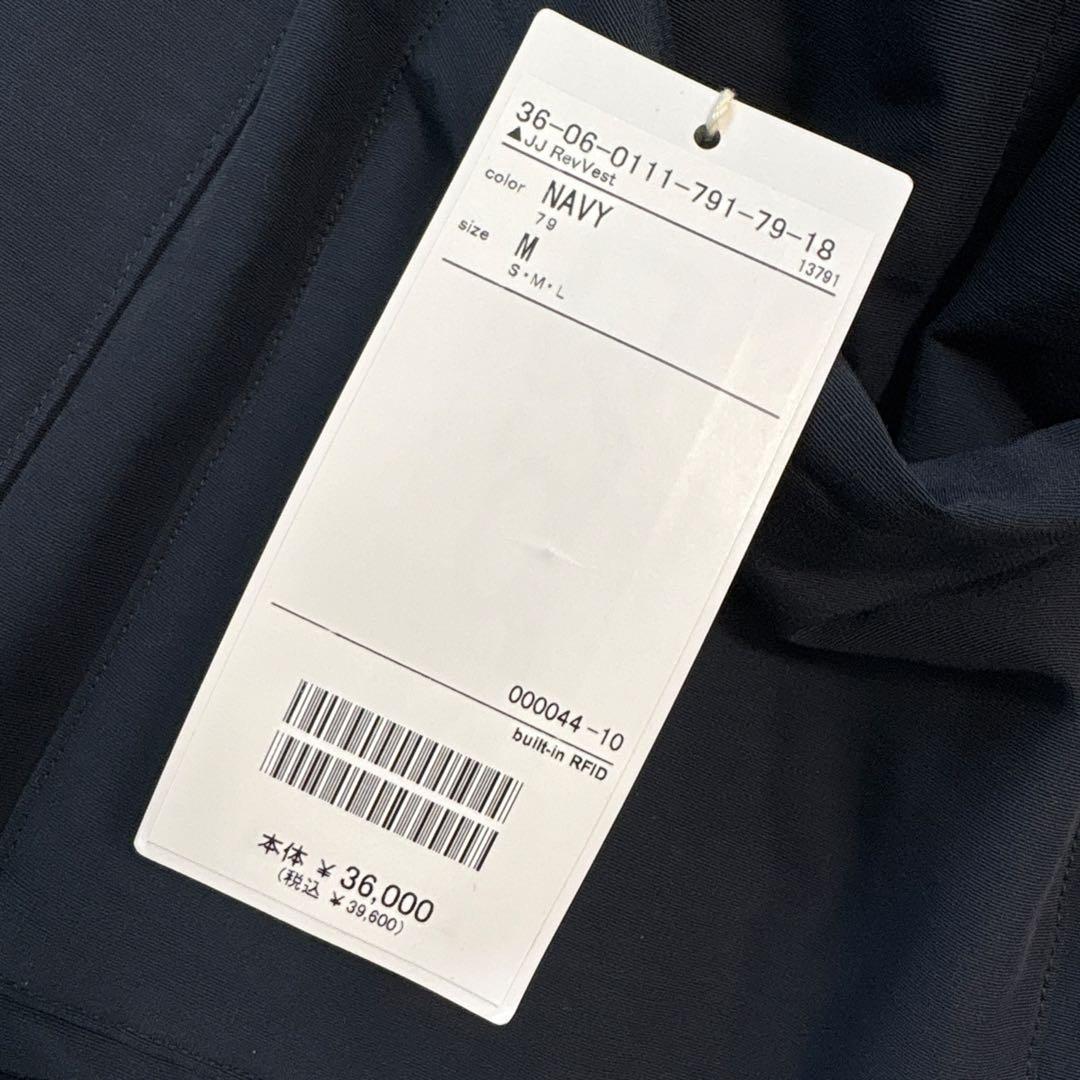 36-06-0111-791-79-18
▲JJ RevVest
13791
color NAVY
79
size M
S・M・L
000044-10
built-in RFID
本体 ¥ 36,000
(税込 ¥ 39,600)